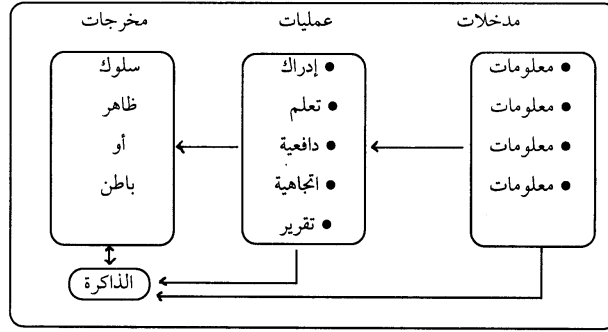 مدخلات
عمليات
مخرجات
• معلومات
• معلومات
• معلومات
• معلومات
• إدراك
• تعلم
• دافعية
• اتجاهية
• تقرير
سلوك
ظاهر
أو
باطن
الذاكرة